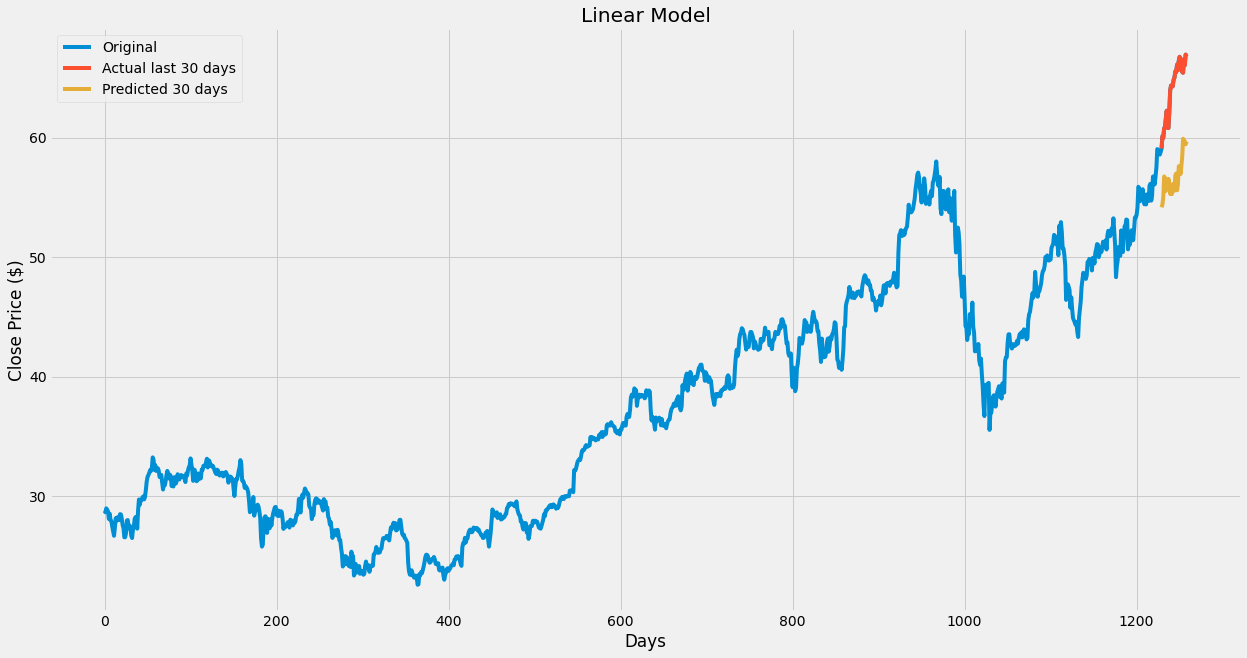 Linear Model
Original
Actual last 30 days
Predicted 30 days
60
50
40
30
Close Price ($)
0 200 400 600 800 1000 1200
Days